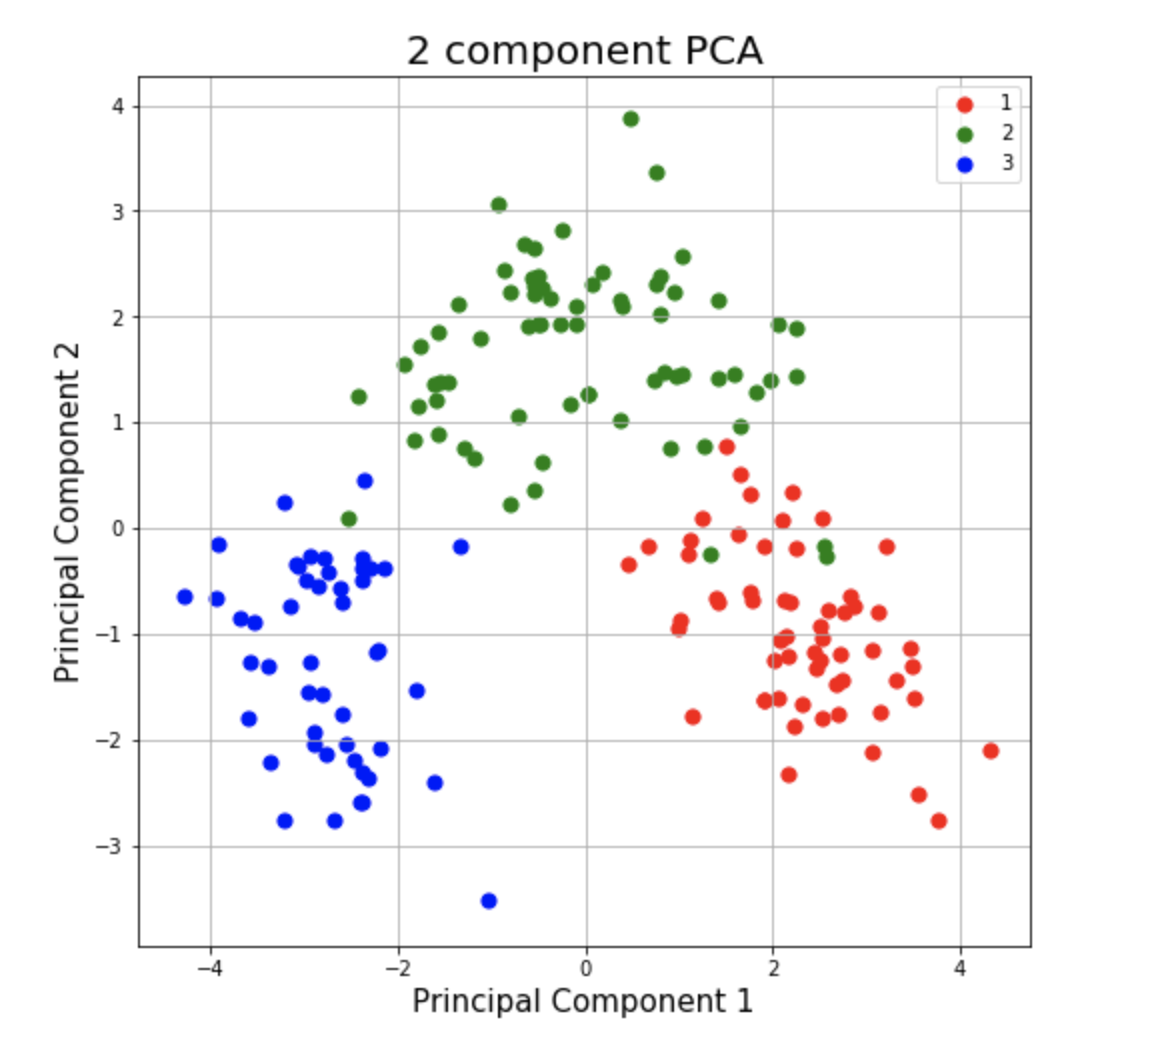 2 component PCA
4
3
2
1
0
−1
−2
−3
Principal Component 2
1
2
3
−4 −2 0 2 4
Principal Component 1